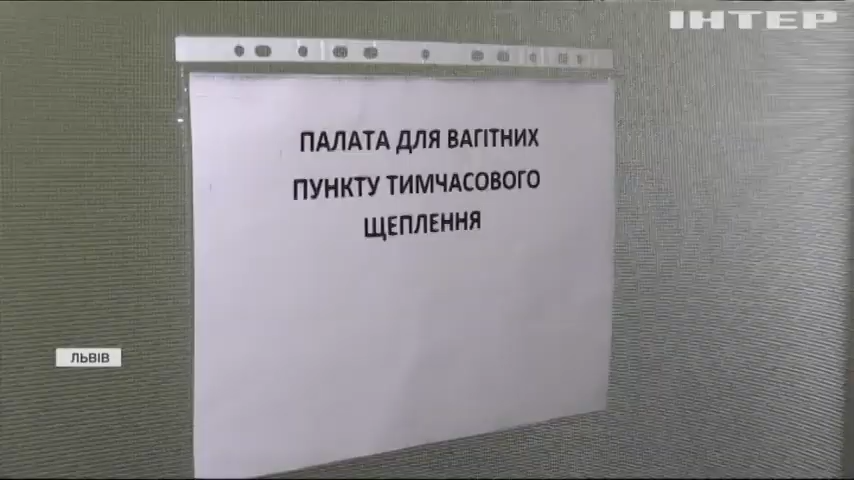 ІНТЕР
ПАЛАТА ДЛЯ ВАГІТНИХ
ПУНКТУ ТИМЧАСОВОГО
ЩЕПЛЕННЯ
ЛЬВІВ